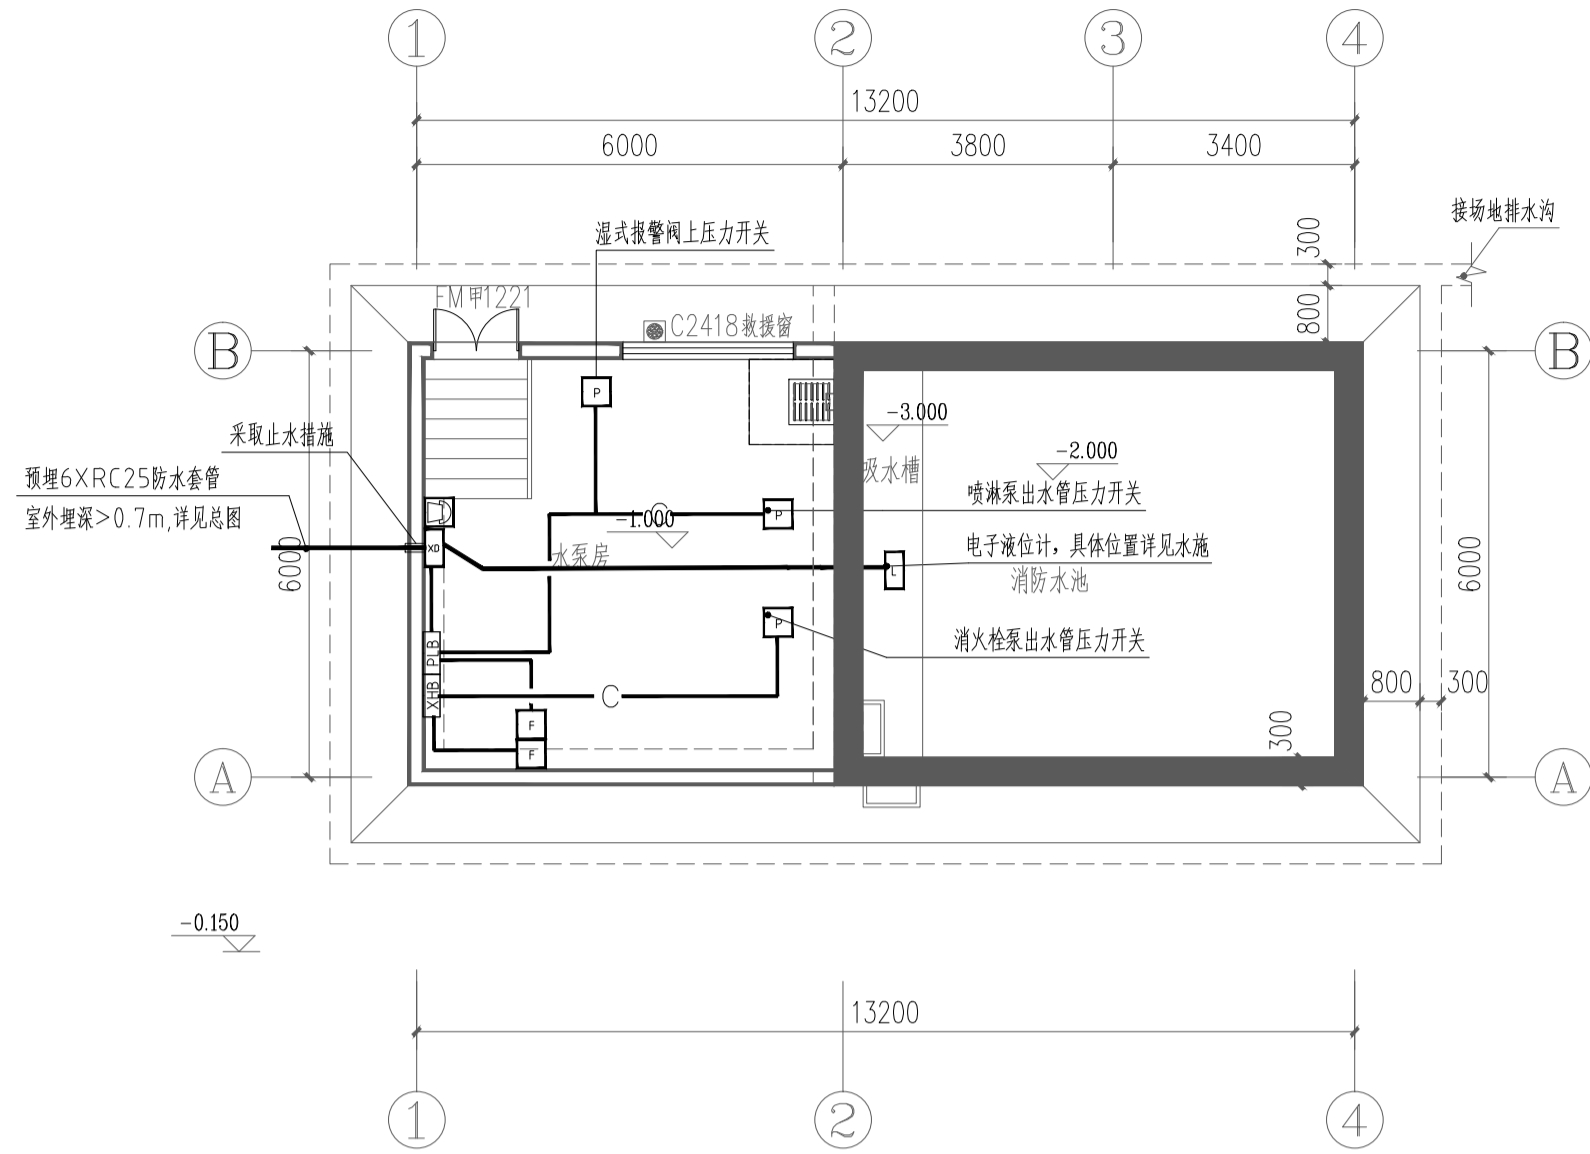 1
2
3
4
13200
6000
3800
3400
接场地排水沟
湿式报警阀上压力开关
300
800
FM甲1221
C2418救援窗
B
B
P
采取止水措施
-3.000
预埋6XRC25防水套管
室外埋深>0.7m,详见总图
-2.000
吸水槽
喷淋泵出水管压力开关
C
P
-1.000
XD
水泵房
电子液位计，具体位置详见水施
L
消防水池
6000
6000
P
消火栓泵出水管压力开关
PLB
XHB
C
800
300
F
F
300
A
A
-0.150
13200
1
2
4